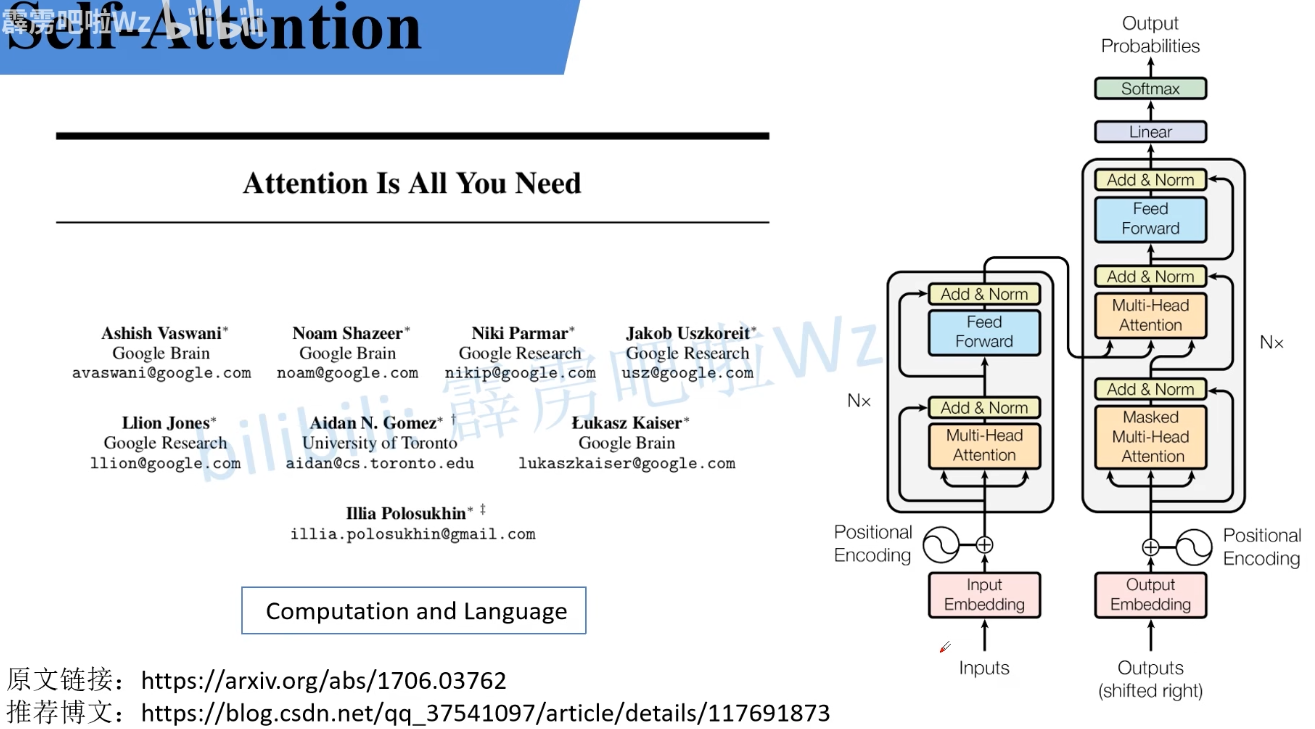 霹雳吧啦Wz bilibili
Self-Attention
Attention Is All You Need
Ashish Vaswani* Noam Shazeer* Niki Parmar* Jakob Uszkoreit*
Google Brain Google Brain Google Research Google Research
avaswani@google.com noam@google.com nikip@google.com usz@google.com
Llion Jones* Aidan N. Gomez* † Łukasz Kaiser*
Google Research University of Toronto Google Brain
llion@google.com aidan@cs.toronto.edu lukaszkaiser@google.com
Illia Polosukhin* ‡
illia.polosukhin@gmail.com
bilibili: 霹雳吧啦Wz
Computation and Language
原文链接：https://arxiv.org/abs/1706.03762
推荐博文：https://blog.csdn.net/qq_37541097/article/details/117691873
Output
Probabilities
Softmax
Linear
Add & Norm
Feed
Forward
Add & Norm
Multi-Head
Attention
Add & Norm
Masked
Multi-Head
Attention
N×
Positional
Encoding
Output
Embedding
Outputs
(shifted right)
Add & Norm
Feed
Forward
Add & Norm
Multi-Head
Attention
N×
Positional
Encoding
Input
Embedding
Inputs